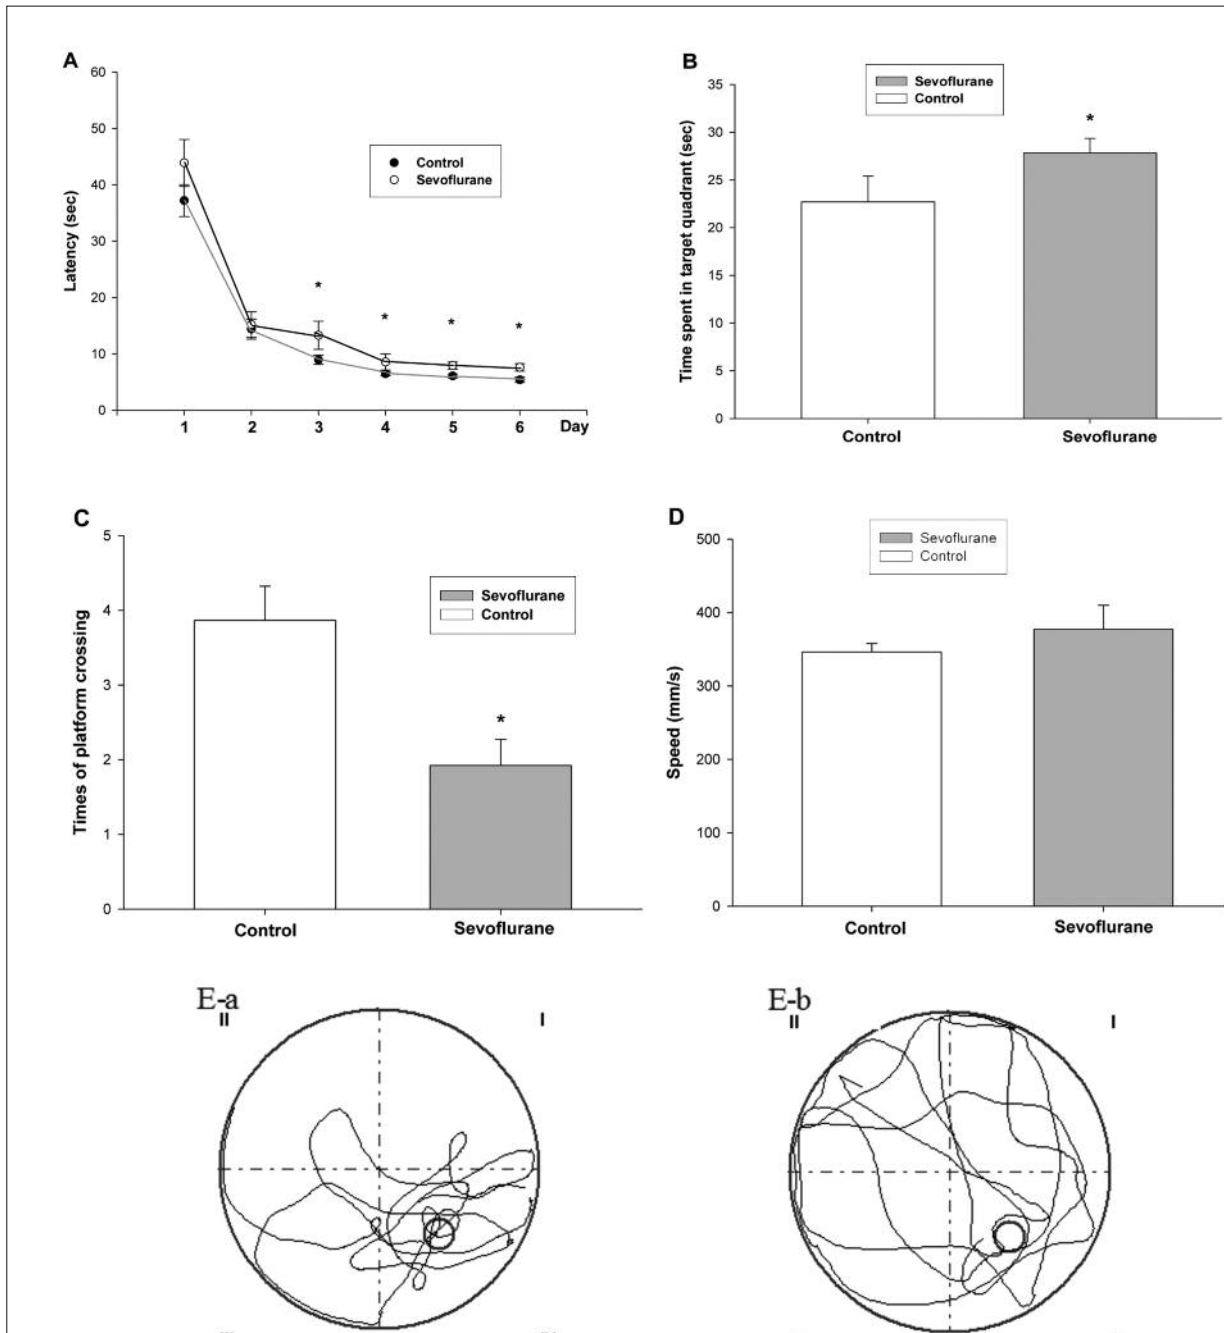 A
60
50
40
30
20
10
0
Latency (sec)
Control
Sevoflurane
*
*
*
*
1 2 3 4 5 6 Day
B
Sevoflurane
Control
35
30
25
20
15
10
5
0
Time spent in target quadrant (sec)
*
Control Sevoflurane
C
5
4
3
2
1
0
Times of platform crossing
Sevoflurane
Control
*
Control Sevoflurane
D
Sevoflurane
Control
500
400
300
200
100
0
Speed (mm/s)
Control Sevoflurane
E-a
II I
E-b
II I